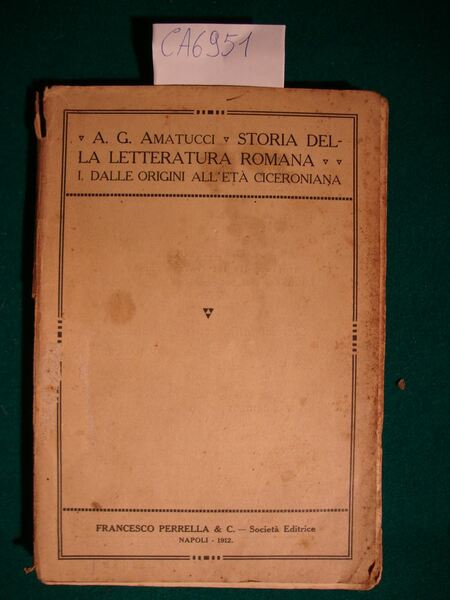 CA6951
A. G. AMATUCCI STORIA DEL-
LA LETTERATURA ROMANA
I. DALLE ORIGINI ALL'ETÀ CICERONIANA
FRANCESCO PERRELLA & C. — Società Editrice
NAPOLI - 1912.